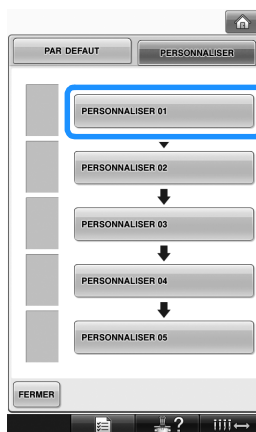 PAR DEFAUT
PERSONNALISER
PERSONNALISER 01
PERSONNALISER 02
PERSONNALISER 03
PERSONNALISER 04
PERSONNALISER 05
FERMER
?